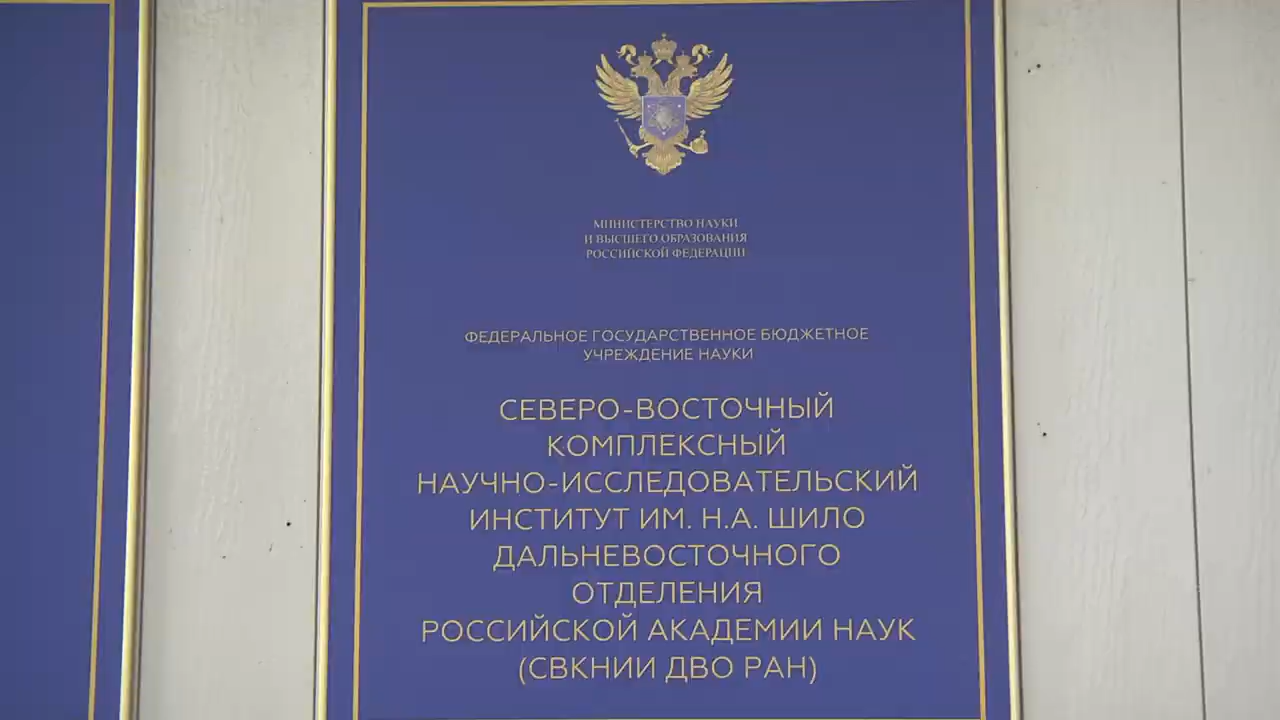 МИНИСТЕРСТВО НАУКИ
И ВЫСШЕГО ОБРАЗОВАНИЯ
РОССИЙСКОЙ ФЕДЕРАЦИИ
ФЕДЕРАЛЬНОЕ ГОСУДАРСТВЕННОЕ БЮДЖЕТНОЕ
УЧРЕЖДЕНИЕ НАУКИ
СЕВЕРО-ВОСТОЧНЫЙ
КОМПЛЕКСНЫЙ
НАУЧНО-ИССЛЕДОВАТЕЛЬСКИЙ
ИНСТИТУТ ИМ. Н.А. ШИЛО
ДАЛЬНЕВОСТОЧНОГО
ОТДЕЛЕНИЯ
РОССИЙСКОЙ АКАДЕМИИ НАУК
(СВКНИИ ДВО РАН)